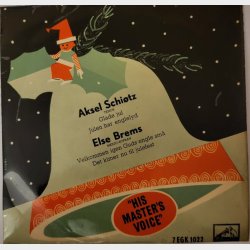 Aksel Schiøtz
Glade jul
Julen har englelyd
Else Brems
Velkommen igen Guds engle små
Det kimer nu til julefest
"HIS
MASTER'S
VOICE"
7 EGK 1022